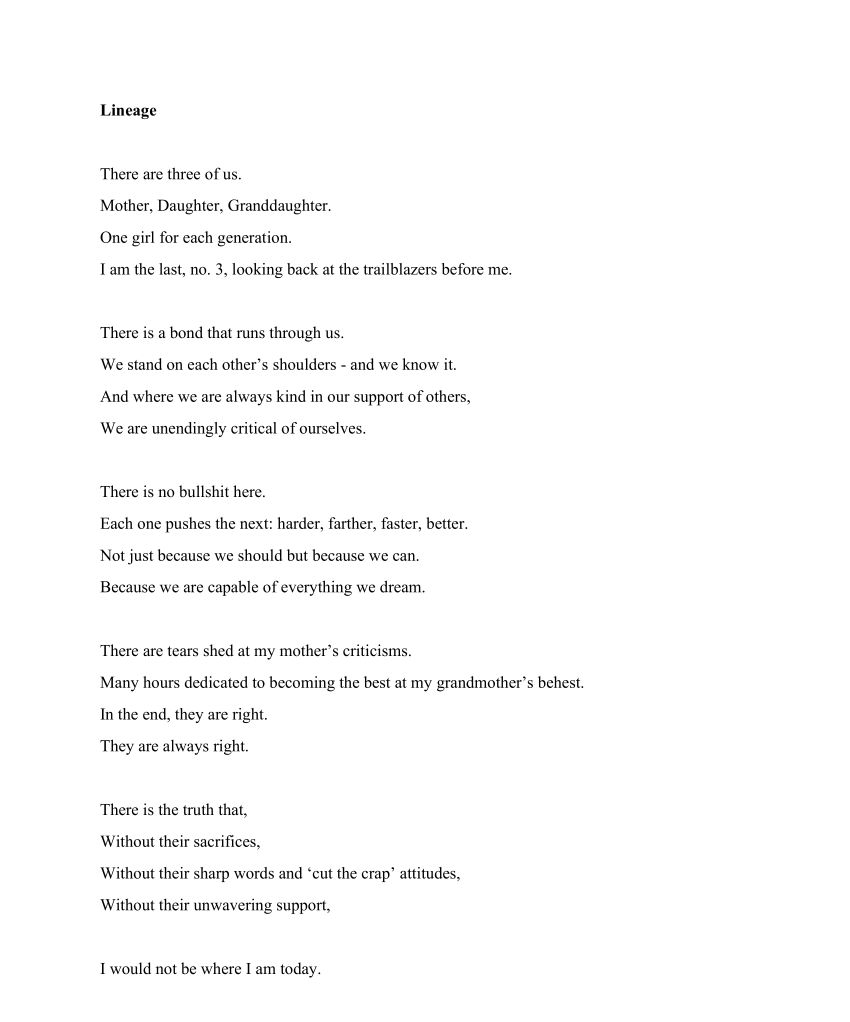 Lineage
There are three of us.
Mother, Daughter, Granddaughter.
One girl for each generation.
I am the last, no. 3, looking back at the trailblazers before me.
There is a bond that runs through us.
We stand on each other’s shoulders - and we know it.
And where we are always kind in our support of others,
We are unendingly critical of ourselves.
There is no bullshit here.
Each one pushes the next: harder, farther, faster, better.
Not just because we should but because we can.
Because we are capable of everything we dream.
There are tears shed at my mother’s criticisms.
Many hours dedicated to becoming the best at my grandmother’s behest.
In the end, they are right.
They are always right.
There is the truth that,
Without their sacrifices,
Without their sharp words and ‘cut the crap’ attitudes,
Without their unwavering support,
I would not be where I am today.